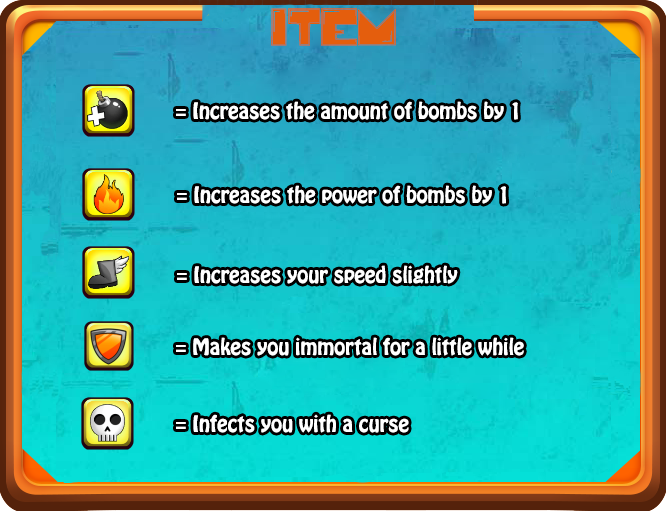 ITEM
= Increases the amount of bombs by 1
= Increases the power of bombs by 1
= Increases your speed slightly
= Makes you immortal for a little while
= Infects you with a curse